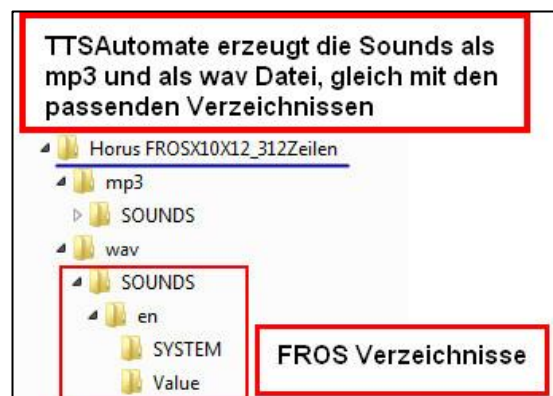 TTSAutomate erzeugt die Sounds als
mp3 und als wav Datei, gleich mit den
passenden Verzeichnissen
Horus FROSX10X12_312Zeilen
mp3
SOUNDS
wav
SOUNDS
en
SYSTEM
Value
FROS Verzeichnisse